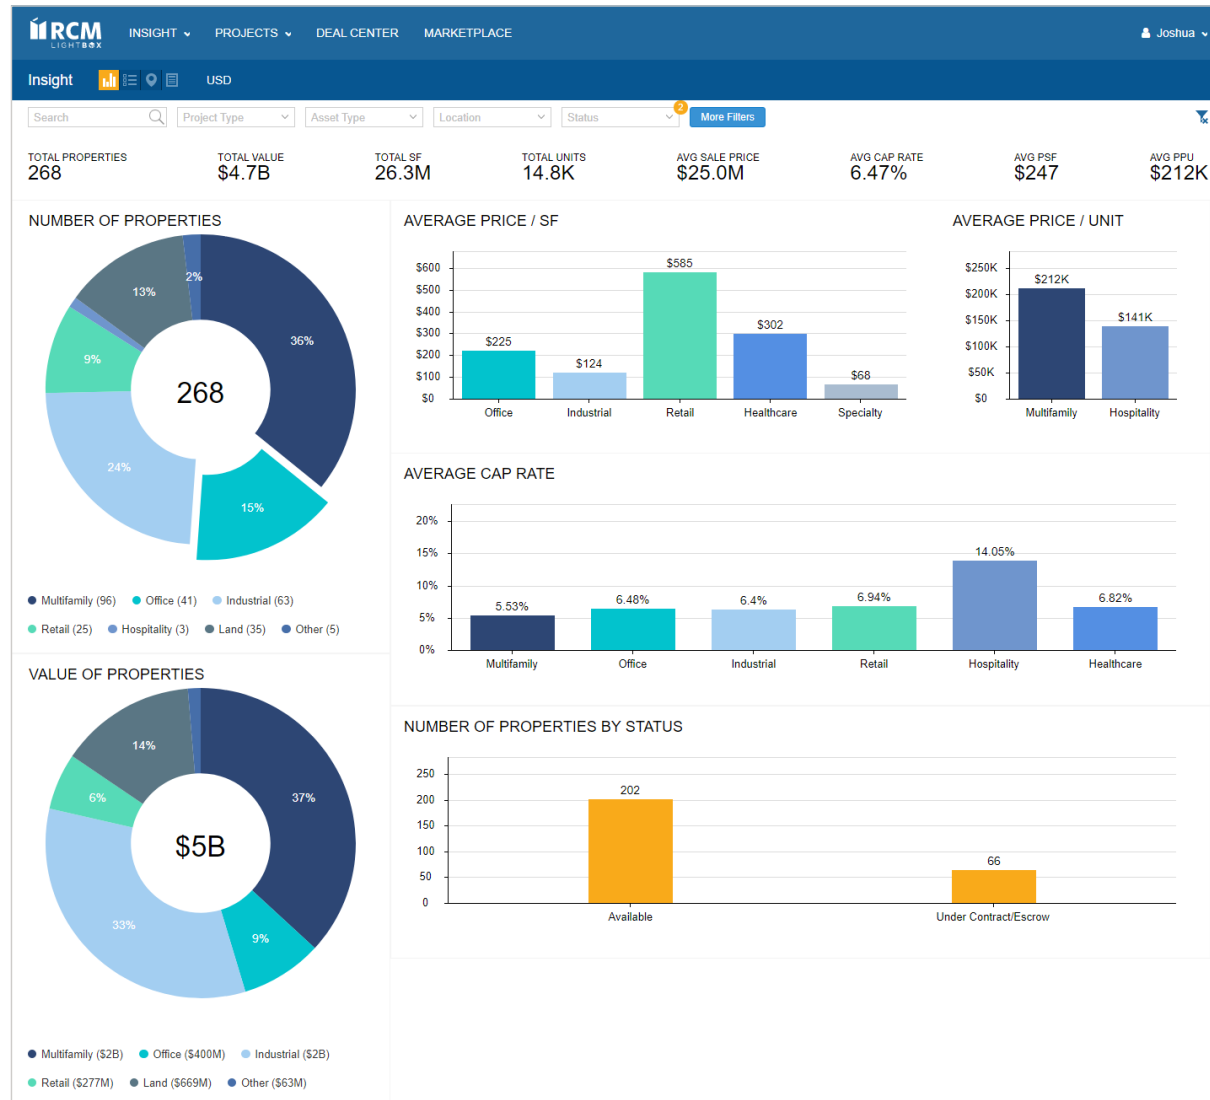 RCM
LIGHTBOX
INSIGHT PROJECTS DEAL CENTER MARKETPLACE Joshua
Insight USD
Search Project Type Asset Type Location Status 2 More Filters
TOTAL PROPERTIES TOTAL VALUE TOTAL SF TOTAL UNITS AVG SALE PRICE AVG CAP RATE AVG PSF AVG PPU
268 $4.7B 26.3M 14.8K $25.0M 6.47% $247 $212K
NUMBER OF PROPERTIES
2%
13%
36%
9%
268
24%
15%
Multifamily (96) Office (41) Industrial (63)
Retail (25) Hospitality (3) Land (35) Other (5)
VALUE OF PROPERTIES
14%
6%
37%
$5B
33%
9%
Multifamily ($2B) Office ($400M) Industrial ($2B)
Retail ($277M) Land ($669M) Other ($63M)
AVERAGE PRICE / SF
$600
$500
$400
$300
$200
$100
$0
$225
$124
$585
$302
$68
Office Industrial Retail Healthcare Specialty
AVERAGE PRICE / UNIT
$250K
$200K
$150K
$100K
$50K
$0
$212K
$141K
Multifamily Hospitality
AVERAGE CAP RATE
20%
15%
10%
5%
0%
5.53%
6.48%
6.4%
6.94%
14.05%
6.82%
Multifamily Office Industrial Retail Hospitality Healthcare
NUMBER OF PROPERTIES BY STATUS
250
200
150
100
50
0
202
66
Available Under Contract/Escrow